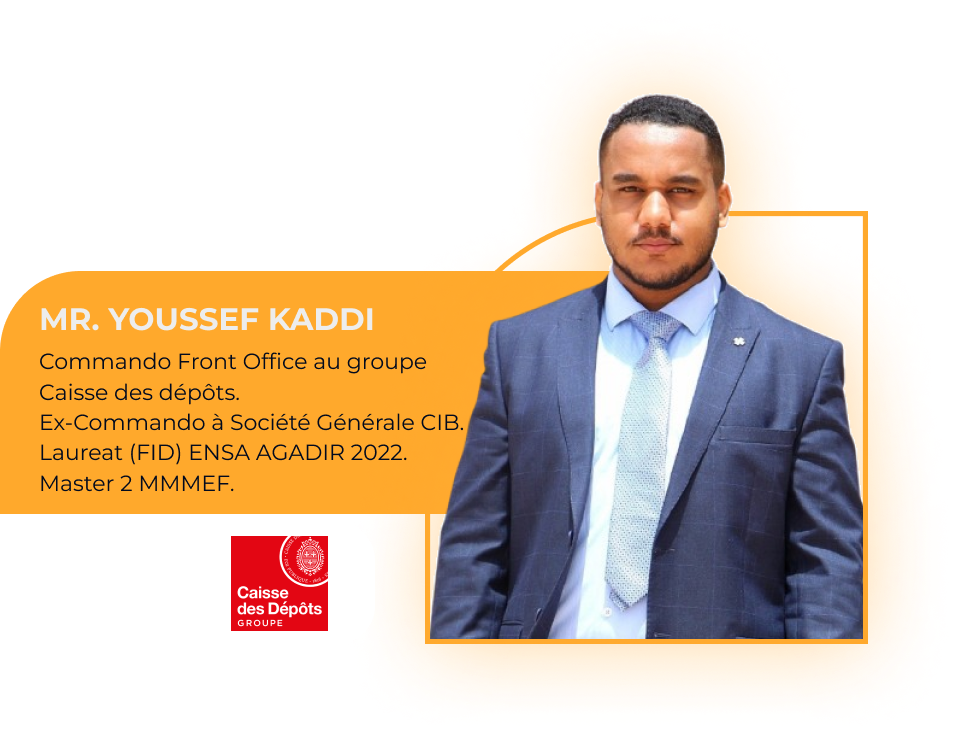 MR. YOUSSEF KADDI
Commando Front Office au groupe
Caisse des dépôts.
Ex-Commando à Société Générale CIB.
Laureat (FID) ENSA AGADIR 2022.
Master 2 MMMEF.
Caisse
des Dépôts
GROUPE